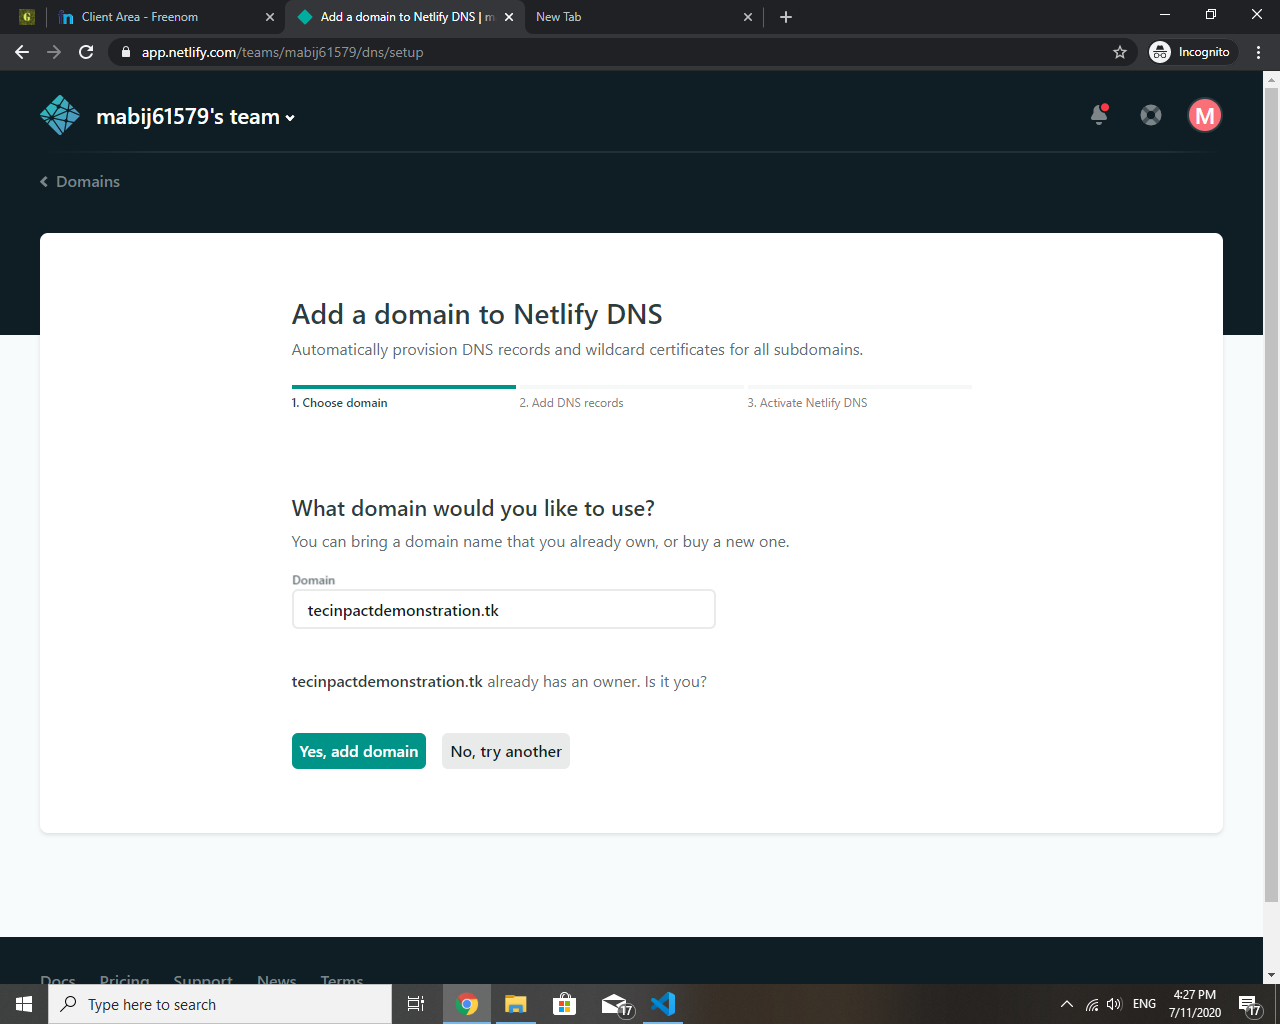 G
Client Area - Freenom
Add a domain to Netlify DNS | m
New Tab
app.netlify.com/teams/mabij61579/dns/setup
Incognito
mabij61579's team
M
Domains
Add a domain to Netlify DNS
Automatically provision DNS records and wildcard certificates for all subdomains.
1. Choose domain
2. Add DNS records
3. Activate Netlify DNS
What domain would you like to use?
You can bring a domain name that you already own, or buy a new one.
Domain
tecinpactdemonstration.tk
tecinpactdemonstration.tk already has an owner. Is it you?
Yes, add domain
No, try another
Docs Pricing Support News Terms
Type here to search
17
ENG
4:27 PM
7/11/2020
17